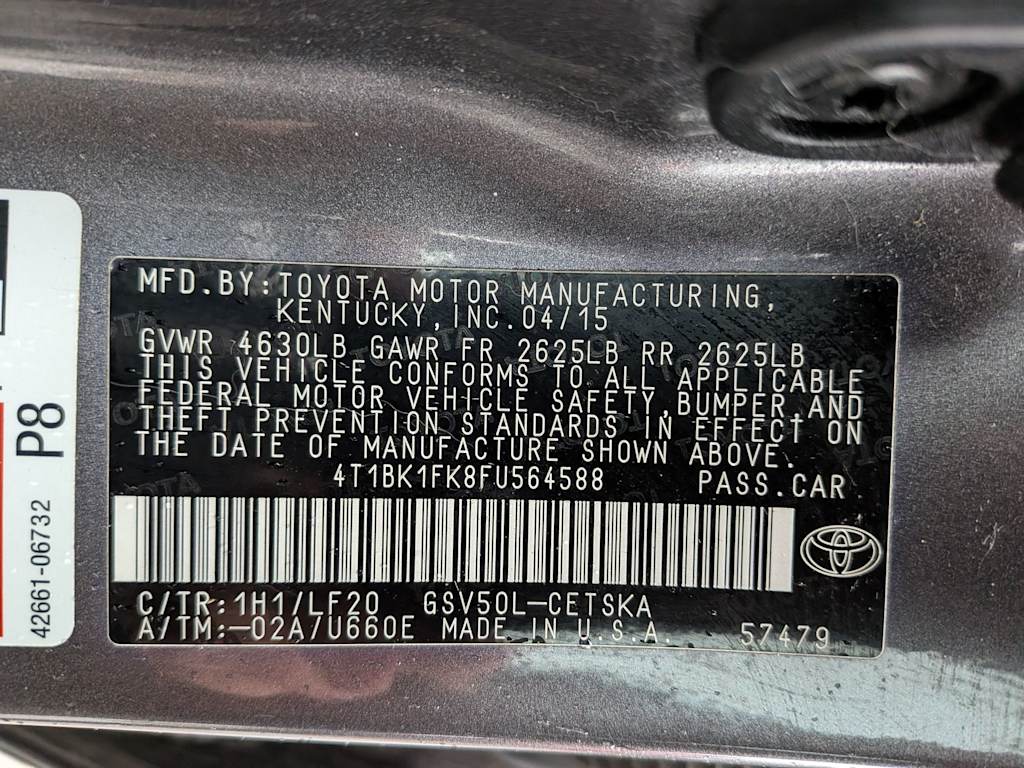 MFD.BY:TOYOTA MOTOR MANUFACTURING,
KENTUCKY,INC.04/15
GVWR 4630LB GAWR FR 2625LB RR 2625LB
THIS VEHICLE CONFORMS TO ALL APPLICABLE
FEDERAL MOTOR VEHICLE SAFETY,BUMPER,AND
THEFT PREVENTION STANDARDS IN EFFECT ON
THE DATE OF MANUFACTURE SHOWN ABOVE.
4T1BK1FK8FU564588 PASS.CAR
C/TR:1H1/LF20 GSV50L-CETSKA
A/TM:-02A/U660E MADE IN U.S.A. 57479
P8
42661-06732